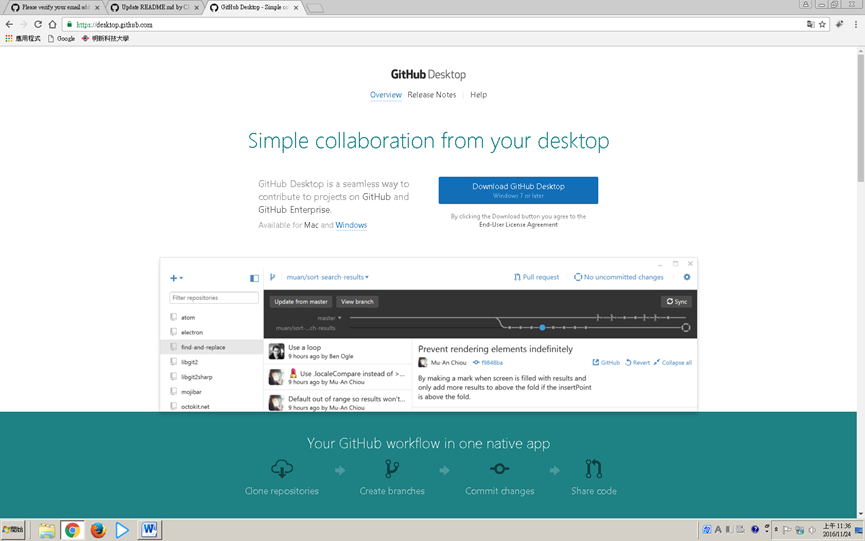 Please verify your email add
Update README.md by C
GitHub Desktop - Simple co
https://desktop.github.com
應用程式
Google
明新科技大學
GitHub Desktop
Overview
Release Notes
Help
Simple collaboration from your desktop
GitHub Desktop is a seamless way to
contribute to projects on GitHub and
GitHub Enterprise.
Available for Mac and Windows
Download GitHub Desktop
Windows 7 or later
By clicking the Download button you agree to the
End-User License Agreement
muan/sort-search-results
Pull request
No uncommitted changes
Filter repositories
atom
electron
find-and-replace
libgit2
libgit2sharp
mojibar
octokit.net
Update from master
View branch
Sync
master
muan/sort-...ch-results
Use a loop
9 hours ago by Ben Ogle
Use .localeCompare instead of >...
9 hours ago by Mu-An Chiou
Default out of range so results won't...
9 hours ago by Mu-An Chiou
Prevent rendering elements indefinitely
Mu-An Chiou
f9848ba
GitHub
Revert
Collapse all
By making a mark when screen is filled with results and
only add more results to above the fold if the insertPoint
is above the fold.
Your GitHub workflow in one native app
Clone repositories
Create branches
Commit changes
Share code
開始
上午 11:36
2016/11/24